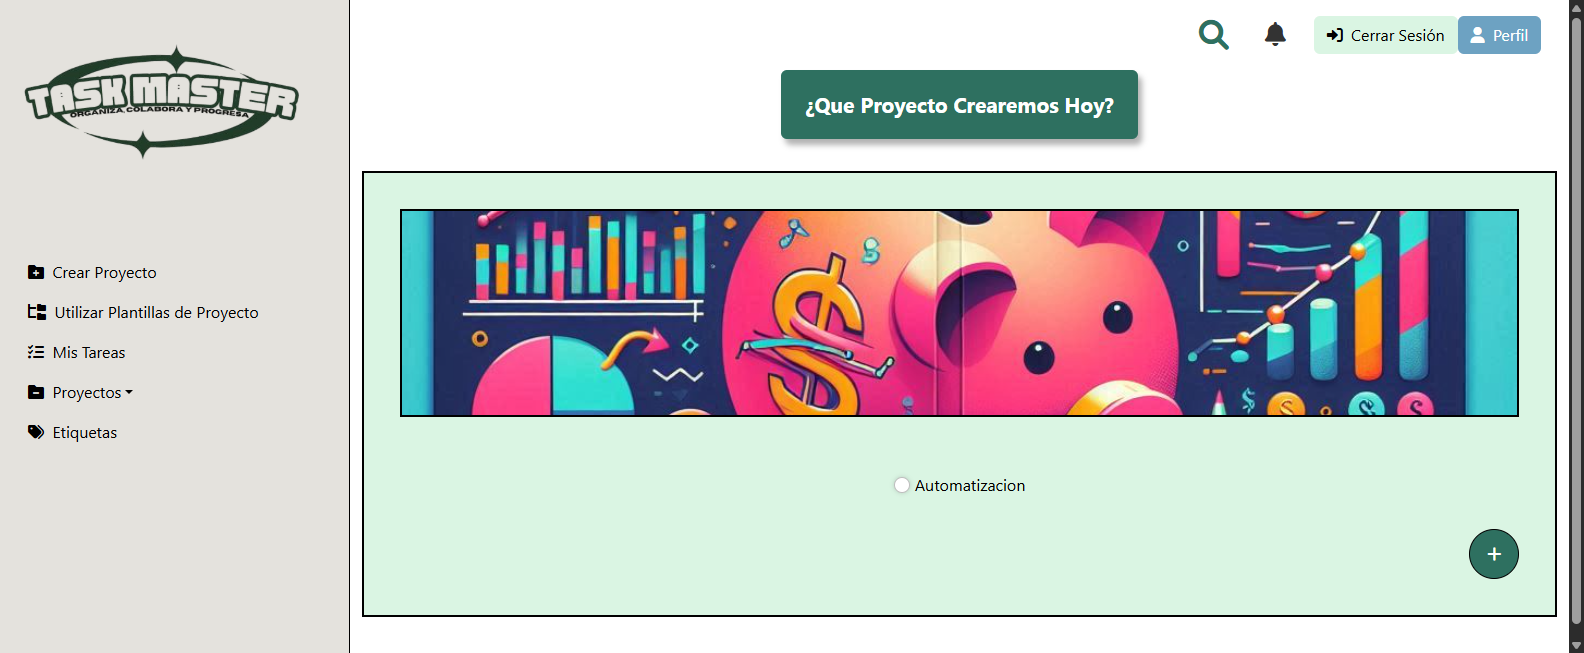 TASK MASTER
ORGANIZA, COLABORA Y PROGRESA
Crear Proyecto
Utilizar Plantillas de Proyecto
Mis Tareas
Proyectos
Etiquetas
Cerrar Sesión
Perfil
¿Que Proyecto Crearemos Hoy?
$
Automatizacion
+